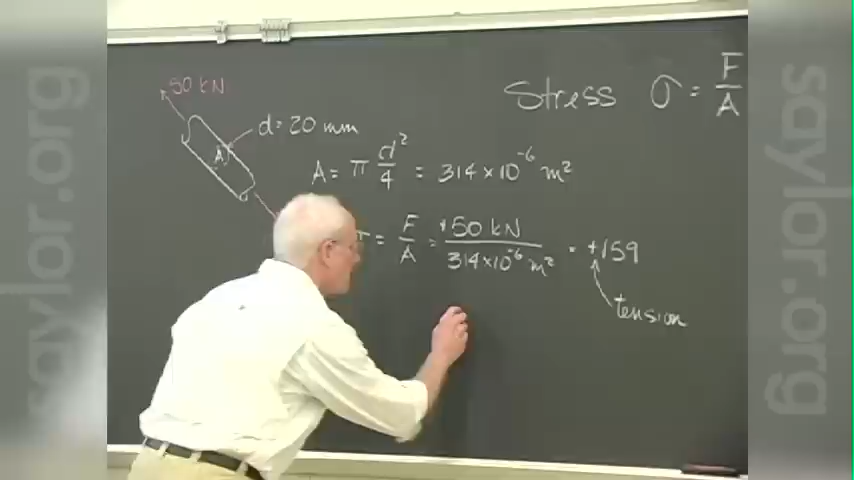 50 kN
Stress σ = F/A
d = 20 mm
A
A = π d²/4 = 314 × 10⁻⁶ m²
= F/A = +50 kN / 314 × 10⁻⁶ m² = +159
tension
saylor.org
saylor.org